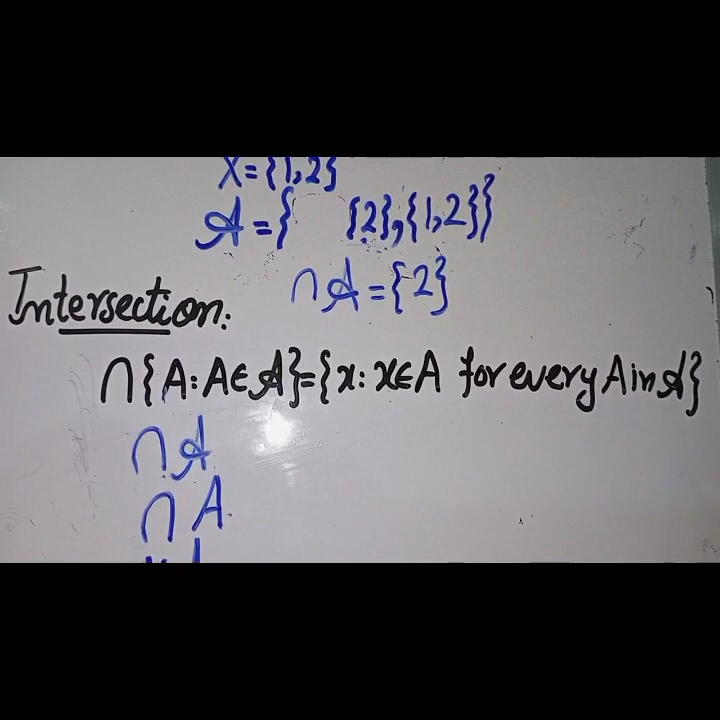 X={1,2}
𝒜={ {2},{1,2}}
∩𝒜={2}
Intersection:
∩{A:A∈𝒜}={x:x∈A for every A in 𝒜}
∩𝒜
∩A